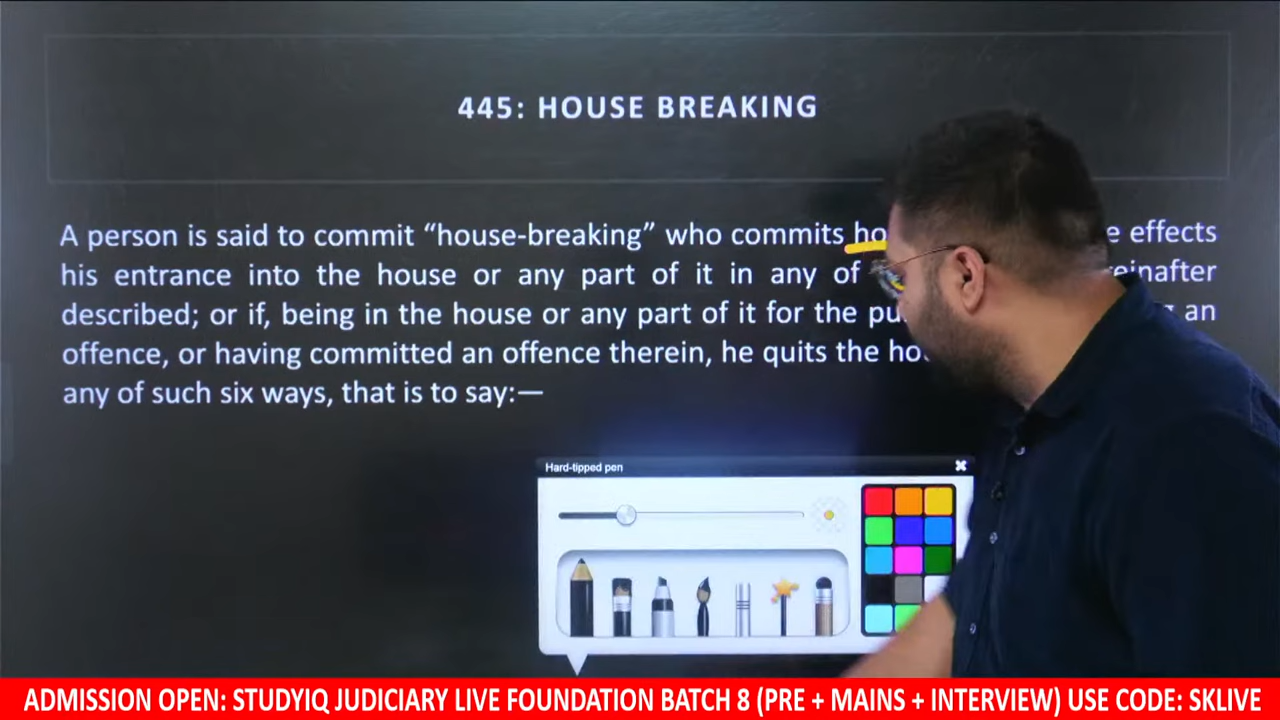 445: HOUSE BREAKING
A person is said to commit “house-breaking” who commits effects
his entrance into the house or any part of it in any of
described; or if, being in the house or any part of it for the an
offence, or having committed an offence therein, he quits the
any of such six ways, that is to say:—
Hard-tipped pen
ADMISSION OPEN: STUDYIQ JUDICIARY LIVE FOUNDATION BATCH 8 (PRE + MAINS + INTERVIEW) USE CODE: SKLIVE